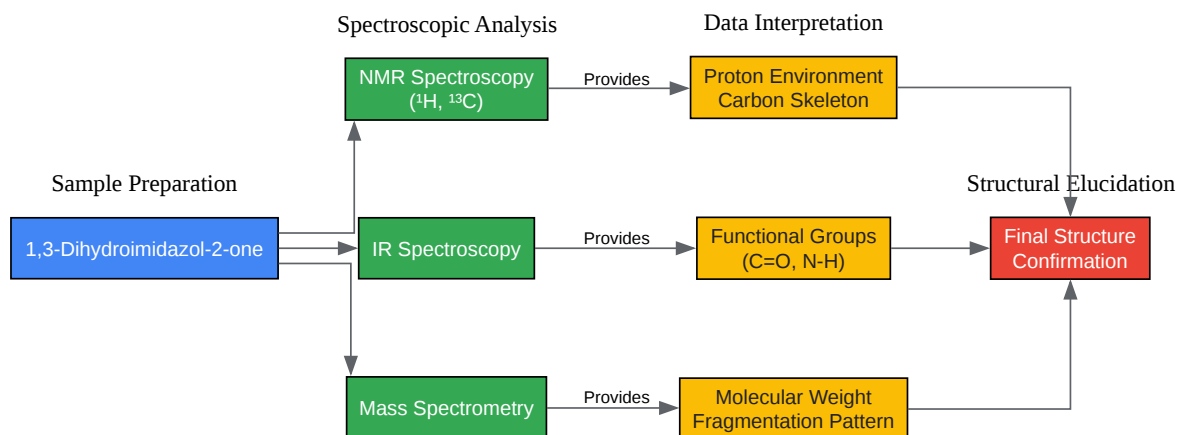 Spectroscopic Analysis
Data Interpretation
NMR Spectroscopy
(¹H, ¹³C)
Provides
Proton Environment
Carbon Skeleton
Sample Preparation
Structural Elucidation
1,3-Dihydroimidazol-2-one
IR Spectroscopy
Provides
Functional Groups
(C=O, N-H)
Final Structure
Confirmation
Mass Spectrometry
Provides
Molecular Weight
Fragmentation Pattern